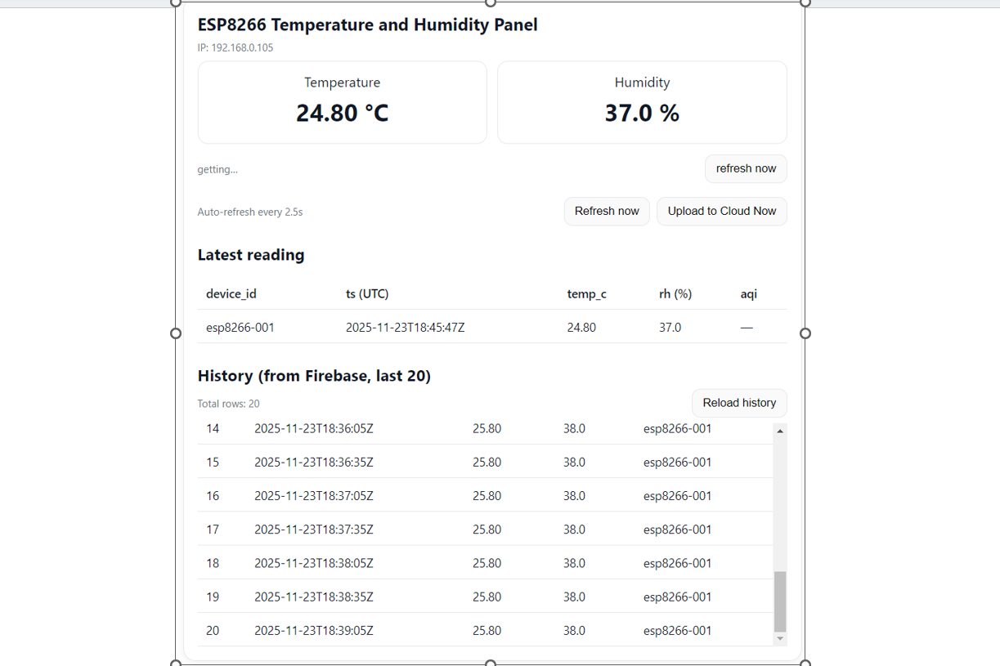 ESP8266 Temperature and Humidity Panel
IP: 192.168.0.105
Temperature
24.80 °C
Humidity
37.0 %
getting...
refresh now
Auto-refresh every 2.5s
Refresh now
Upload to Cloud Now
Latest reading
device_id ts (UTC) temp_c rh (%) aqi
esp8266-001 2025-11-23T18:45:47Z 24.80 37.0 —
History (from Firebase, last 20)
Total rows: 20
Reload history
14 2025-11-23T18:36:05Z 25.80 38.0 esp8266-001
15 2025-11-23T18:36:35Z 25.80 38.0 esp8266-001
16 2025-11-23T18:37:05Z 25.80 38.0 esp8266-001
17 2025-11-23T18:37:35Z 25.80 38.0 esp8266-001
18 2025-11-23T18:38:05Z 25.80 38.0 esp8266-001
19 2025-11-23T18:38:35Z 25.80 38.0 esp8266-001
20 2025-11-23T18:39:05Z 25.80 38.0 esp8266-001